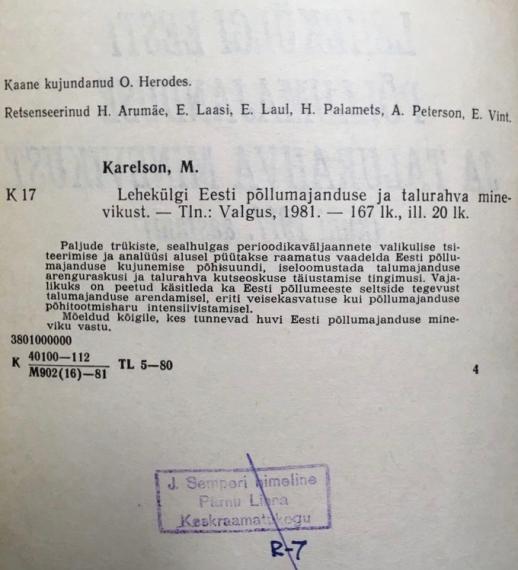 Kaane kujundanud O. Herodes.
Retsenseerinud H. Arumäe, E. Laasi, E. Laul, H. Palamets, A. Peterson, E. Vint.
Karelson, M.
K 17 Lehekülgi Eesti põllumajanduse ja talurahva mine-
vikust. — Tln.: Valgus, 1981. — 167 lk., ill. 20 lk.
Paljude trükiste, sealhulgas perioodikaväljaannete valikulise tsi-
teerimise ja analüüsi alusel püütakse raamatus vaadelda Eesti põllu-
majanduse kujunemise põhisuundi, iseloomustada talumajanduse
arenguraskusi ja talurahva kutseoskuse täiustamise tingimusi. Vaja-
likuks on peetud käsitleda ka Eesti põllumeeste seltside tegevust
talumajanduse arendamisel, eriti veisekasvatuse kui põllumajanduse
põhitootmisharu intensiivistamisel.
Mõeldud kõigile, kes tunnevad huvi Eesti põllumajanduse mine-
viku vastu.
3801000000
K 40100—112
M902(16)—81 TL 5—80
4
J. Semperi nimeline
Pärnu Linna
Keskraamatukogu
R-7